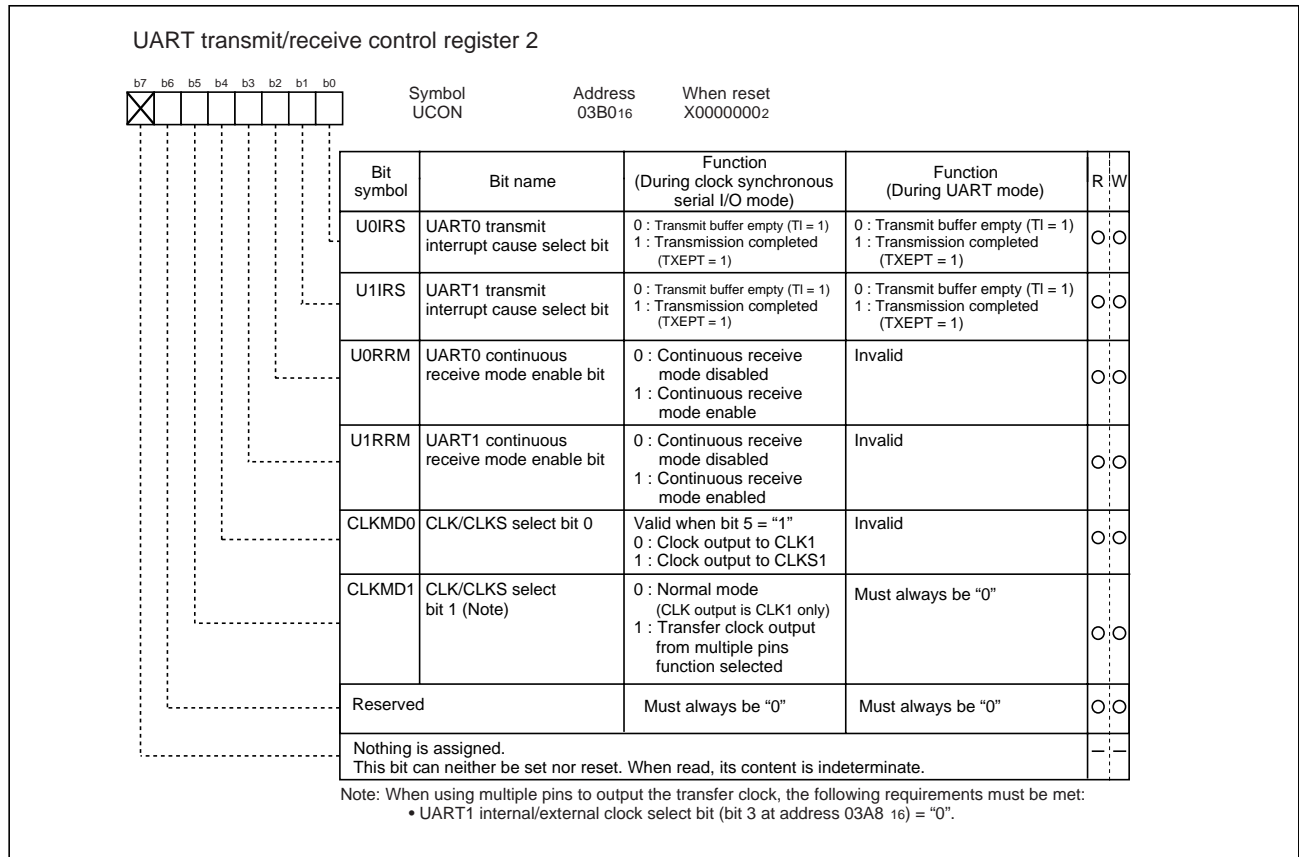 UART transmit/receive control register 2
b7 b6 b5 b4 b3 b2 b1 b0
Symbol Address When reset
UCON 03B016 X00000002
Bit symbol Bit name Function (During clock synchronous serial I/O mode) Function (During UART mode) R W
U0IRS UART0 transmit interrupt cause select bit
0 : Transmit buffer empty (TI = 1)
1 : Transmission completed
(TXEPT = 1)
0 : Transmit buffer empty (TI = 1)
1 : Transmission completed
(TXEPT = 1)
U1IRS UART1 transmit interrupt cause select bit
0 : Transmit buffer empty (TI = 1)
1 : Transmission completed
(TXEPT = 1)
0 : Transmit buffer empty (TI = 1)
1 : Transmission completed
(TXEPT = 1)
U0RRM UART0 continuous receive mode enable bit
0 : Continuous receive
mode disabled
1 : Continuous receive
mode enable
Invalid
U1RRM UART1 continuous receive mode enable bit
0 : Continuous receive
mode disabled
1 : Continuous receive
mode enabled
Invalid
CLKMD0 CLK/CLKS select bit 0
Valid when bit 5 = “1”
0 : Clock output to CLK1
1 : Clock output to CLKS1
Invalid
CLKMD1 CLK/CLKS select bit 1 (Note)
0 : Normal mode
(CLK output is CLK1 only)
1 : Transfer clock output
from multiple pins
function selected
Must always be “0”
Reserved Must always be “0” Must always be “0”
Nothing is assigned.
This bit can neither be set nor reset. When read, its content is indeterminate.
Note: When using multiple pins to output the transfer clock, the following requirements must be met:
• UART1 internal/external clock select bit (bit 3 at address 03A8 16) = “0”.